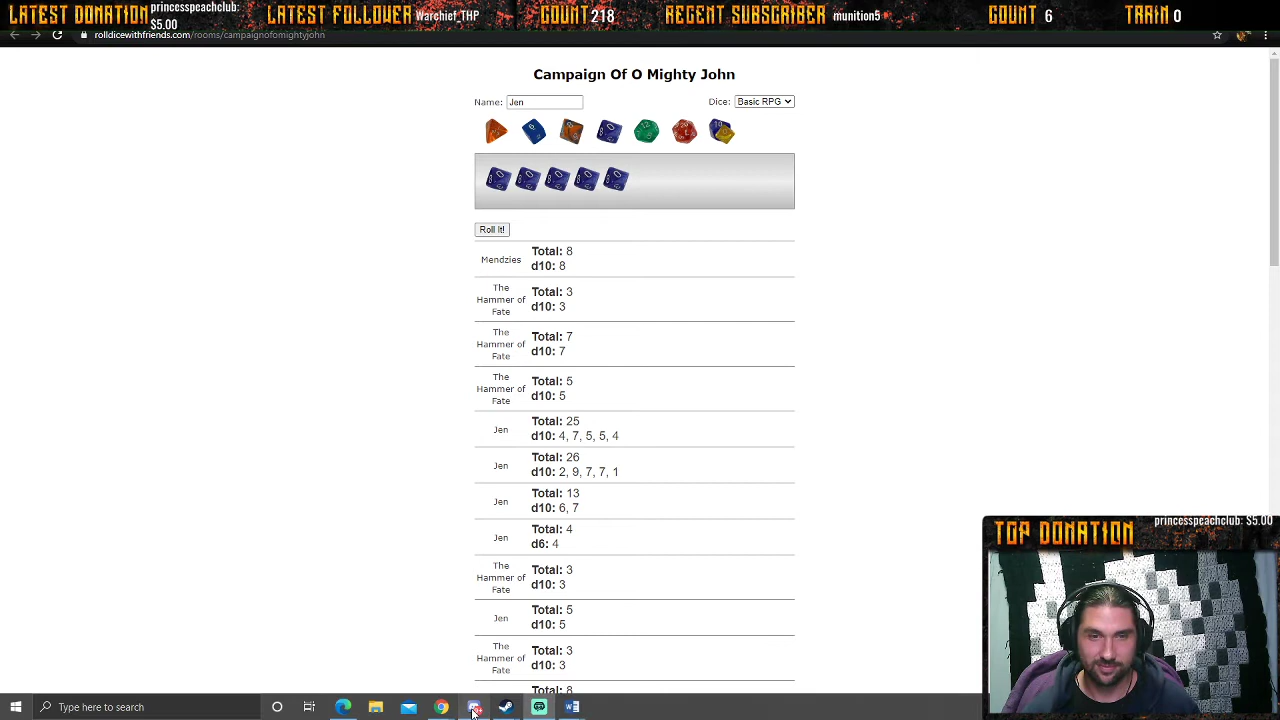 LATEST DONATION princesspeachclub: $5.00 LATEST FOLLOWER Warchief_THP COUNT 218 RECENT SUBSCRIBER munition5 COUNT 6 TRAIN 0
rolldicewithfriends.com/rooms/campaignofomightyjohn
Campaign Of O Mighty John
Name: Jen Dice: Basic RPG
Roll It!
Mendzies Total: 8
d10: 8
The Hammer of Fate Total: 3
d10: 3
The Hammer of Fate Total: 7
d10: 7
The Hammer of Fate Total: 5
d10: 5
Jen Total: 25
d10: 4, 7, 5, 5, 4
Jen Total: 26
d10: 2, 9, 7, 7, 1
Jen Total: 13
d10: 6, 7
Jen Total: 4
d6: 4
The Hammer of Fate Total: 3
d10: 3
Jen Total: 5
d10: 5
The Hammer of Fate Total: 3
d10: 3
Total: 8
TOP DONATION princesspeachclub: $5.00
Type here to search